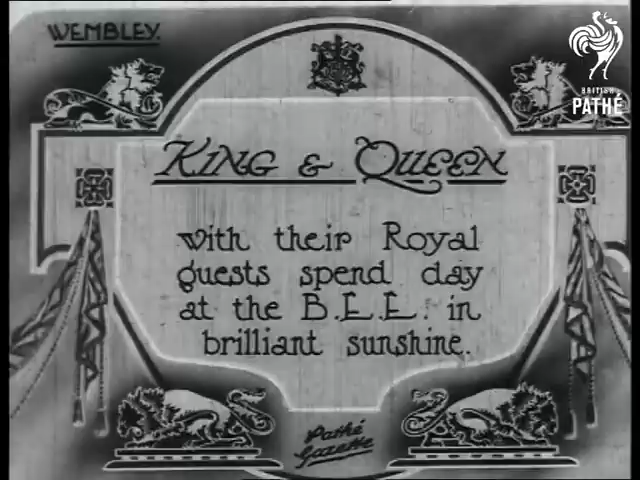 WEMBLEY.
BRITISH
PATHÉ
KING & QUEEN
with their Royal
guests spend day
at the B.E.E. in
brilliant sunshine.
Pathé
Gazette